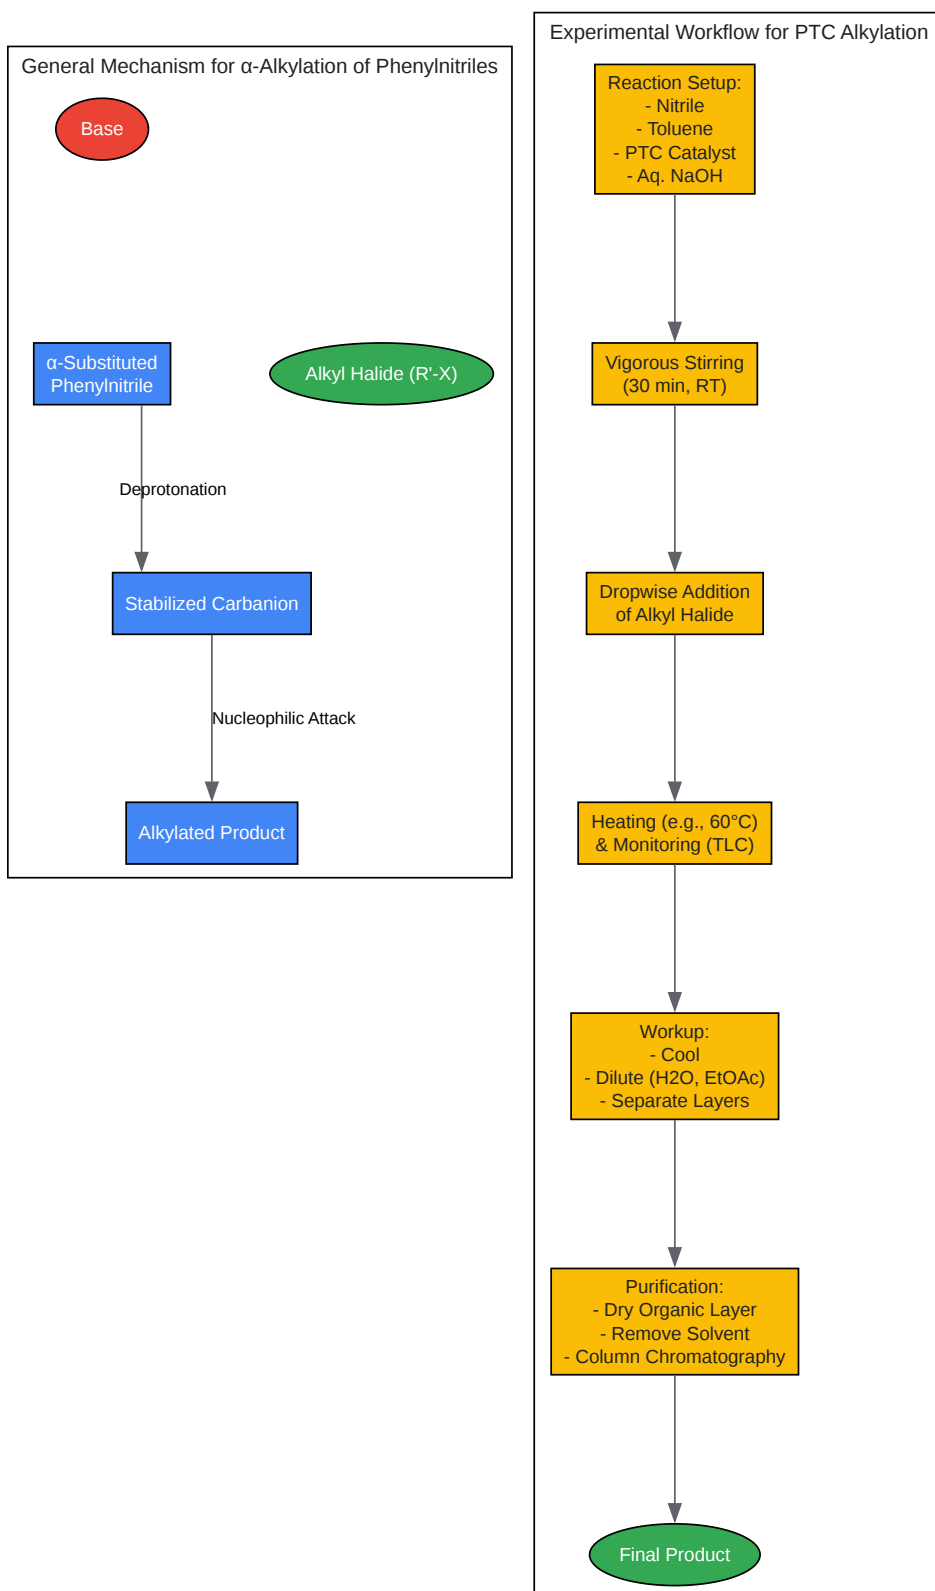 General Mechanism for α-Alkylation of Phenylnitriles
Base
α-Substituted
Phenylnitrile
Alkyl Halide (R'-X)
Deprotonation
Stabilized Carbanion
Nucleophilic Attack
Alkylated Product
Experimental Workflow for PTC Alkylation
Reaction Setup:
- Nitrile
- Toluene
- PTC Catalyst
- Aq. NaOH
Vigorous Stirring
(30 min, RT)
Dropwise Addition
of Alkyl Halide
Heating (e.g., 60°C)
& Monitoring (TLC)
Workup:
- Cool
- Dilute (H2O, EtOAc)
- Separate Layers
Purification:
- Dry Organic Layer
- Remove Solvent
- Column Chromatography
Final Product